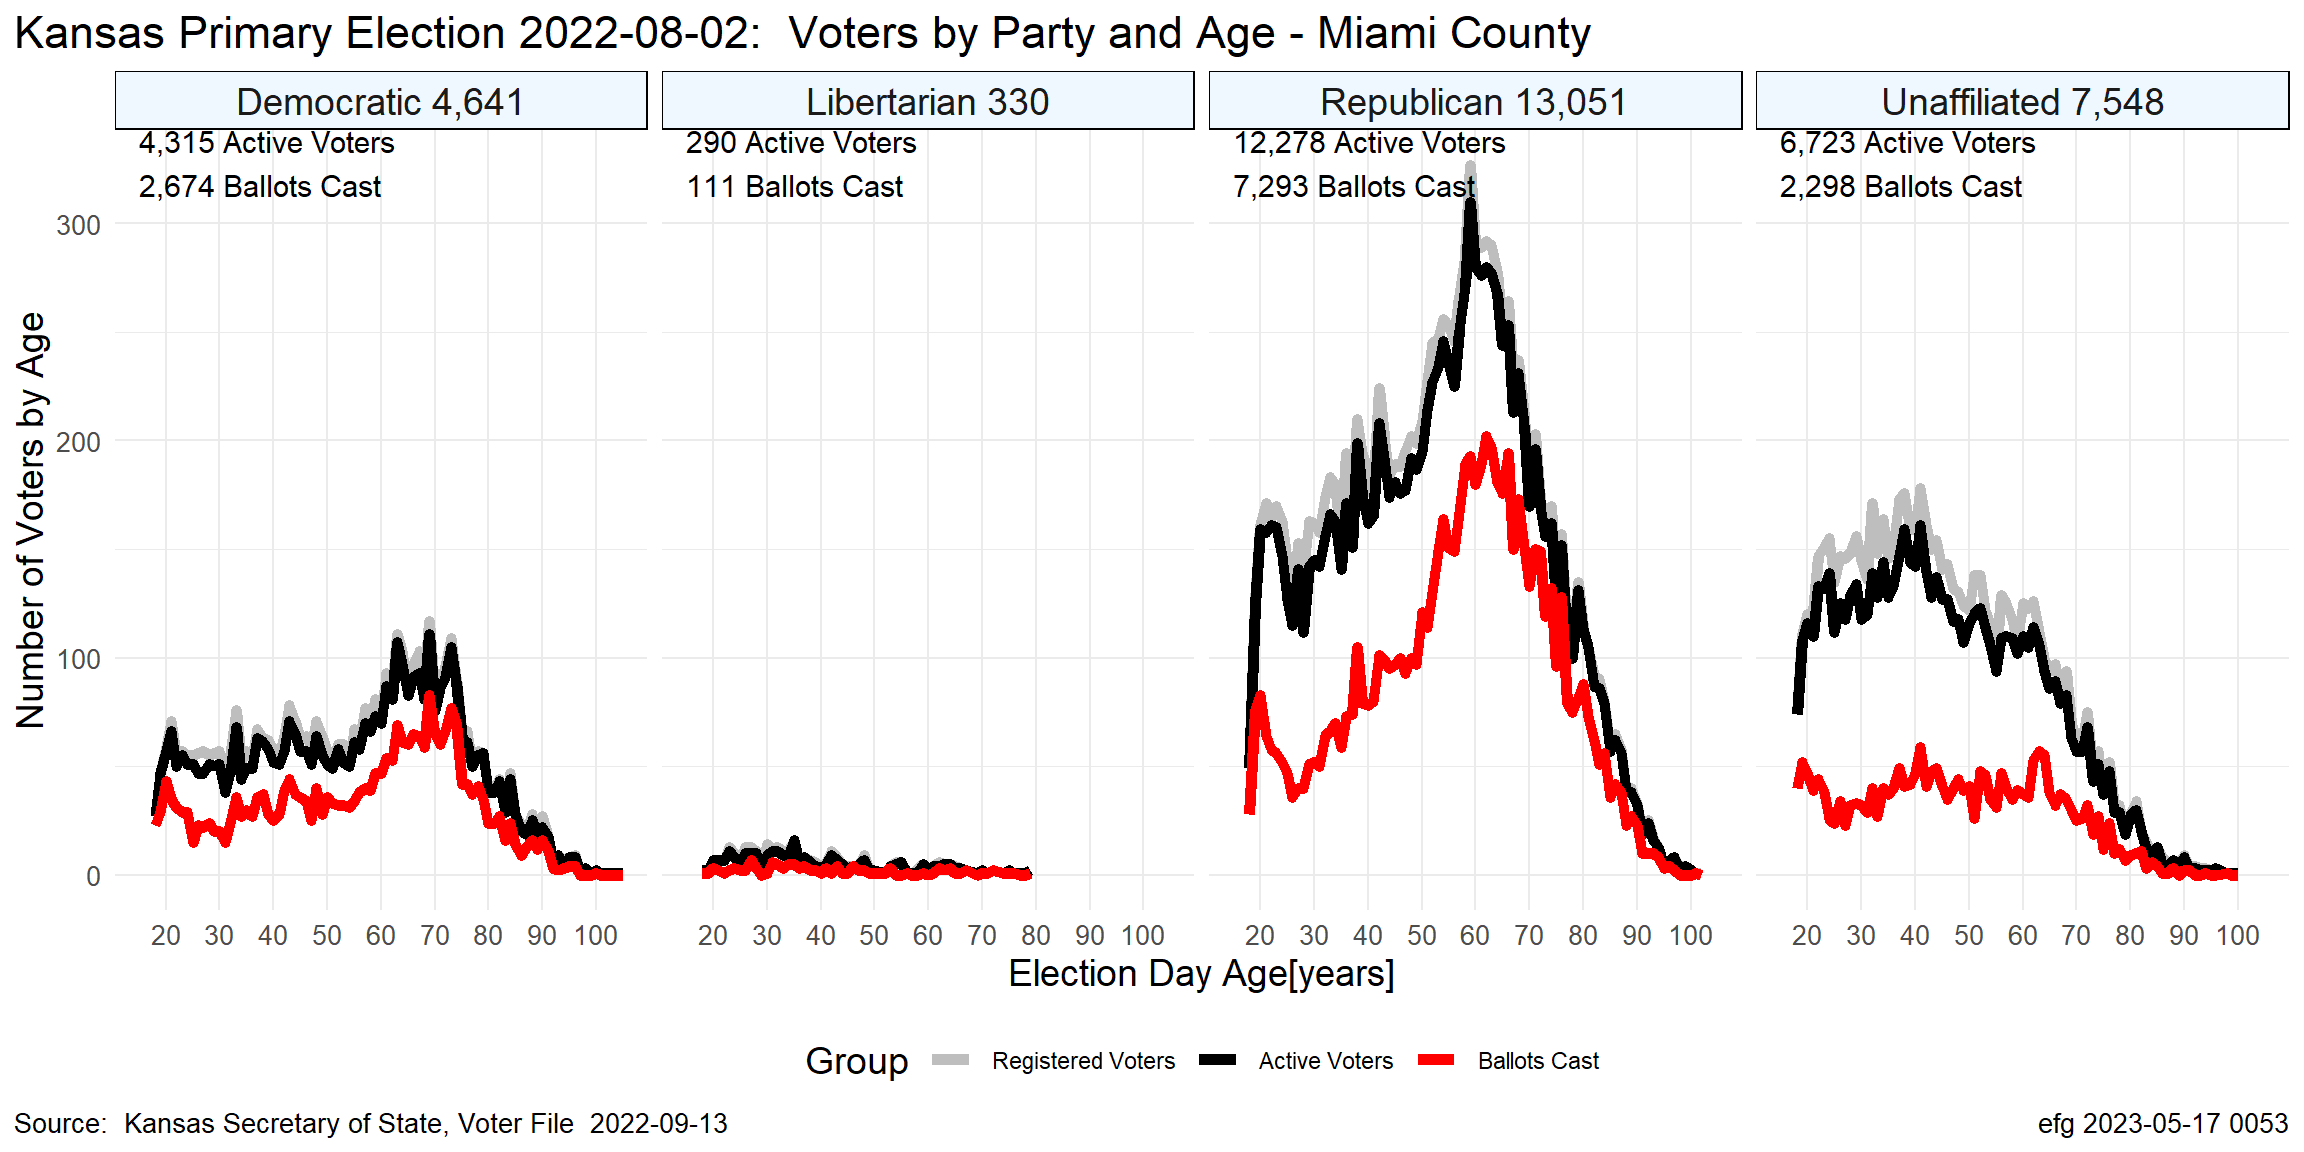 Kansas Primary Election 2022-08-02:  Voters by Party and Age - Miami County
Democratic 4,641
Libertarian 330
Republican 13,051
Unaffiliated 7,548
4,315 Active Voters
2,674 Ballots Cast
290 Active Voters
111 Ballots Cast
12,278 Active Voters
7,293 Ballots Cast
6,723 Active Voters
2,298 Ballots Cast
Number of Voters by Age
300
200
100
0
20 30 40 50 60 70 80 90 100
20 30 40 50 60 70 80 90 100
20 30 40 50 60 70 80 90 100
20 30 40 50 60 70 80 90 100
Election Day Age[years]
Group Registered Voters Active Voters Ballots Cast
Source:  Kansas Secretary of State, Voter File  2022-09-13
efg 2023-05-17 0053